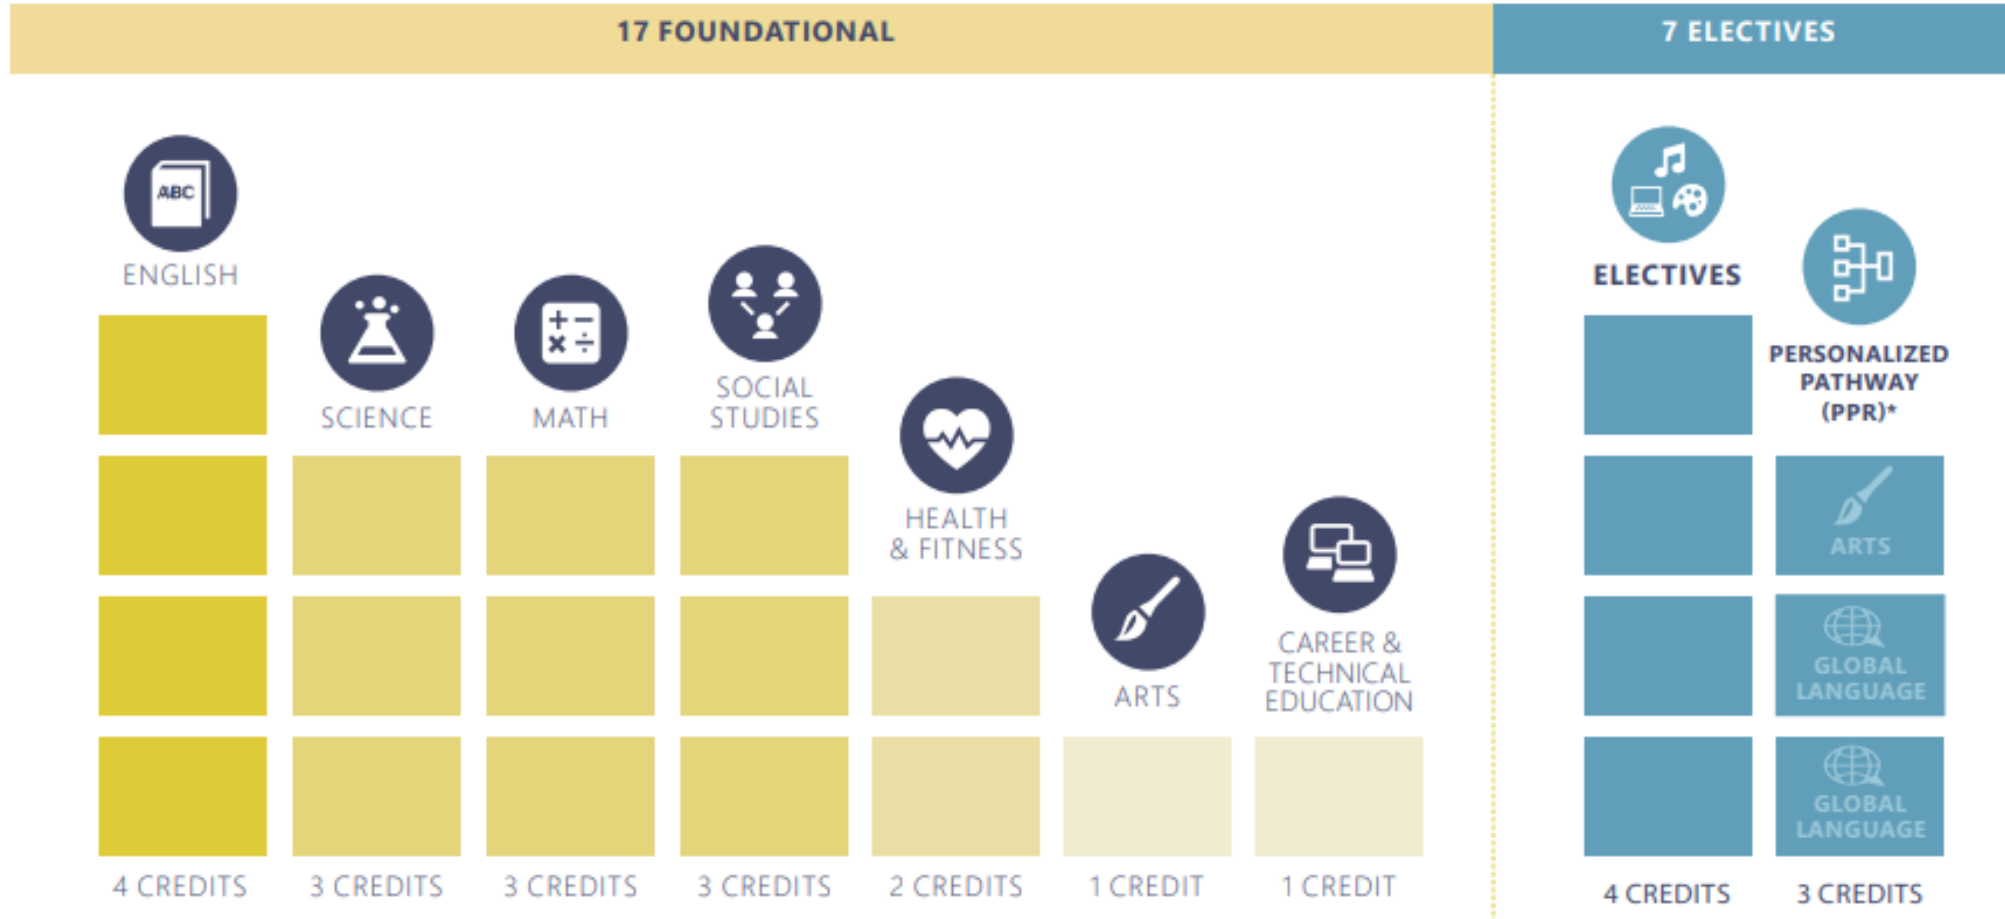 17 FOUNDATIONAL
7 ELECTIVES
ABC
ENGLISH
SCIENCE
MATH
SOCIAL
STUDIES
HEALTH
& FITNESS
ARTS
CAREER &
TECHNICAL
EDUCATION
ELECTIVES
PERSONALIZED
PATHWAY
(PPR)*
ARTS
GLOBAL
LANGUAGE
GLOBAL
LANGUAGE
4 CREDITS
3 CREDITS
3 CREDITS
3 CREDITS
2 CREDITS
1 CREDIT
1 CREDIT
4 CREDITS
3 CREDITS